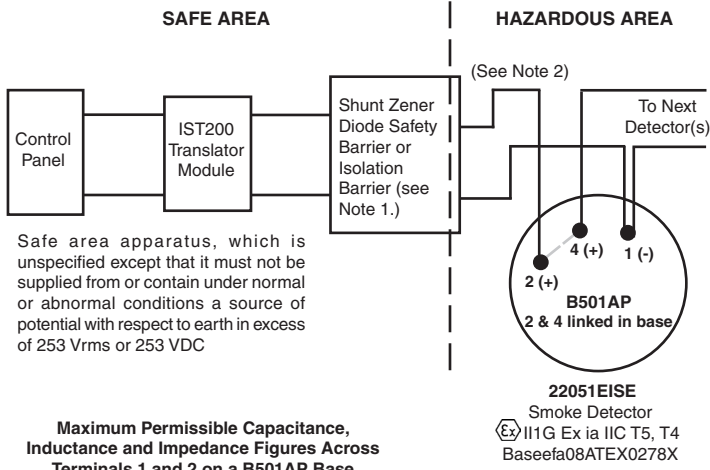 SAFE AREA
HAZARDOUS AREA
(See Note 2)
Control
Panel
IST200
Translator
Module
Shunt Zener
Diode Safety
Barrier or
Isolation
Barrier (see
Note 1.)
To Next
Detector(s)
4 (+)
1 (-)
2 (+)
B501AP
2 & 4 linked in base
Safe area apparatus, which is
unspecified except that it must not be
supplied from or contain under normal
or abnormal conditions a source of
potential with respect to earth in excess
of 253 Vrms or 253 VDC
22051EISE
Smoke Detector
Ex II1G Ex ia IIC T5, T4
Baseefa08ATEX0278X
Maximum Permissible Capacitance,
Inductance and Impedance Figures Across
Terminals 1 and 2 on a B501AP Base